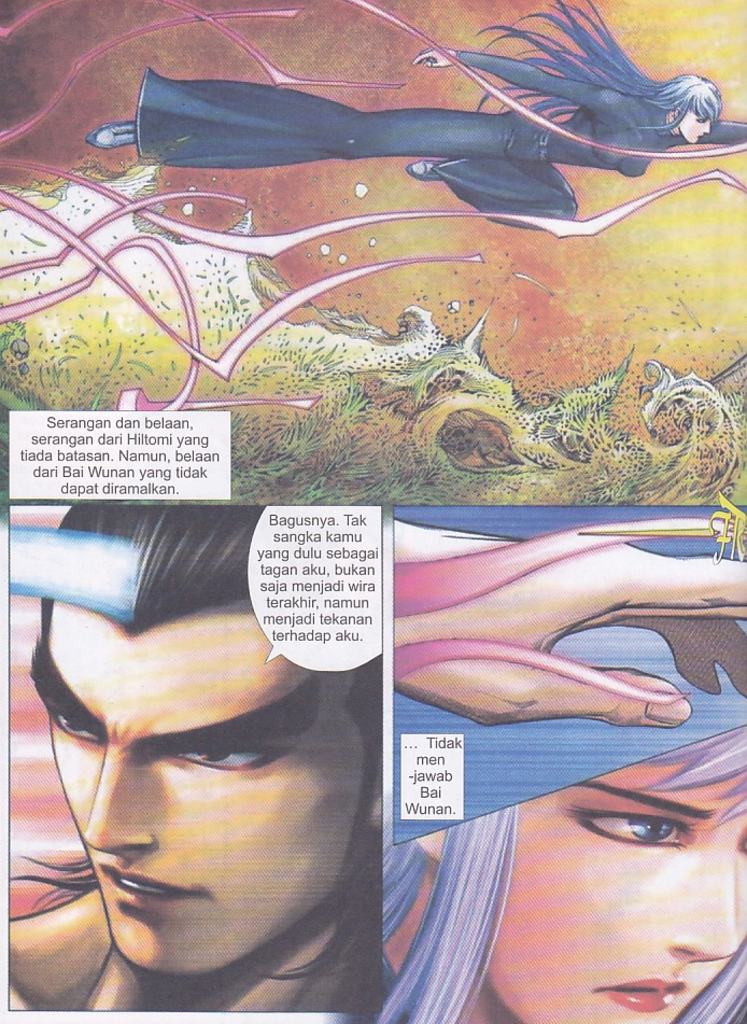 Serangan dan belaan,
serangan dari Hiltomi yang
tiada batasan. Namun, belaan
dari Bai Wunan yang tidak
dapat diramalkan.
Bagusnya. Tak
sangka kamu
yang dulu sebagai
tagan aku, bukan
saja menjadi wira
terakhir, namun
menjadi tekanan
terhadap aku.
... Tidak
men
-jawab
Bai
Wunan.